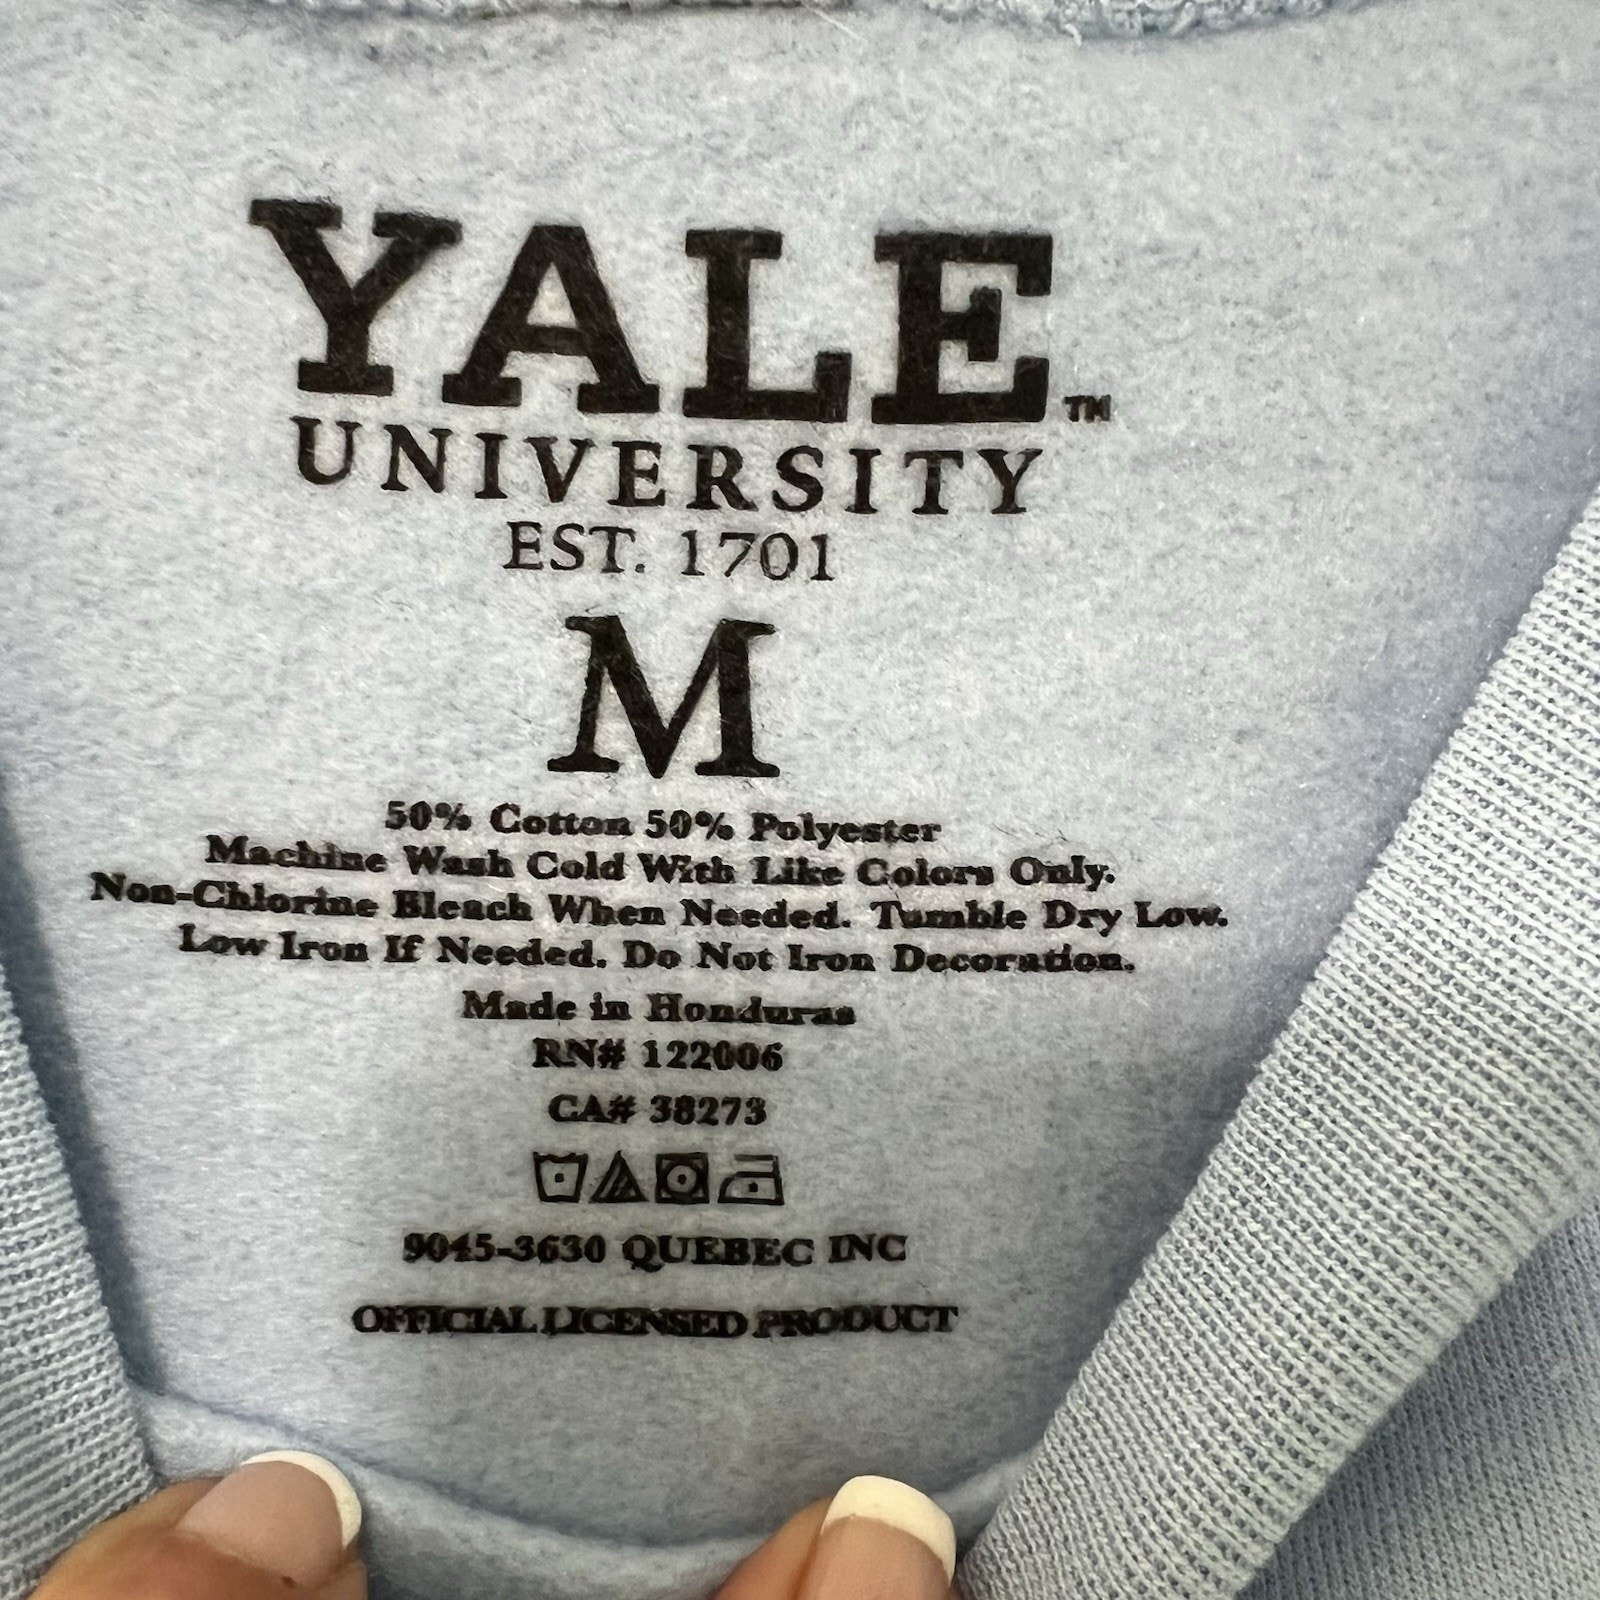 YALE™
UNIVERSITY
EST. 1701
M
50% Cotton 50% Polyester
Machine Wash Cold With Like Colors Only.
Non-Chlorine Bleach When Needed. Tumble Dry Low.
Low Iron If Needed. Do Not Iron Decoration.
Made in Honduras
RN# 122006
CA# 38273
9045-3630 QUEBEC INC
OFFICIAL LICENSED PRODUCT